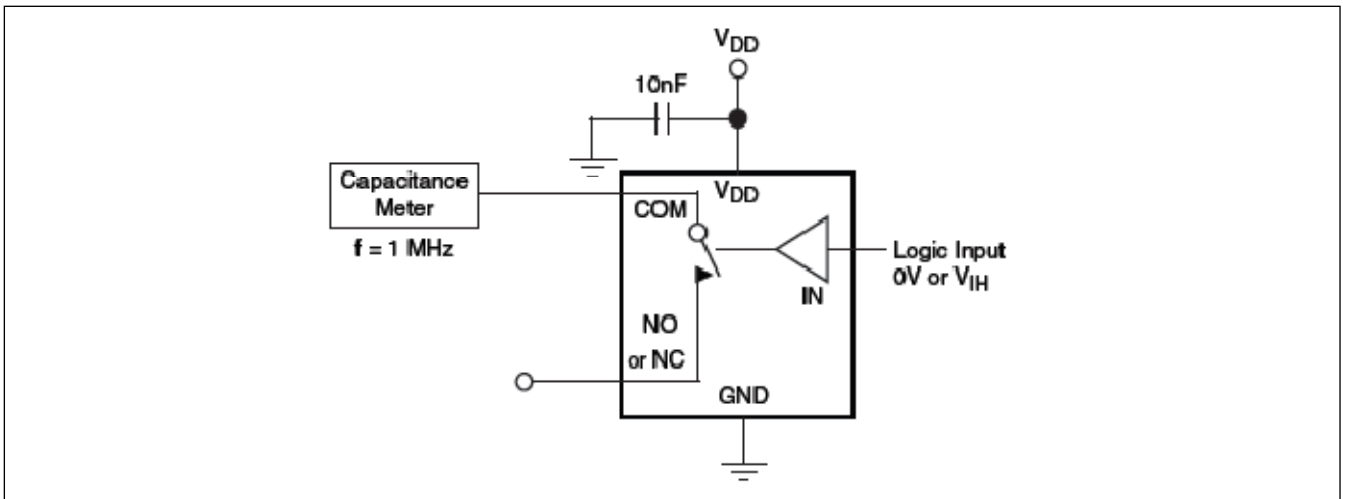 VDD
10nF
Capacitance
Meter
f = 1 MHz
VDD
COM
Logic Input
0V or VIH
IN
NO
or NC
GND